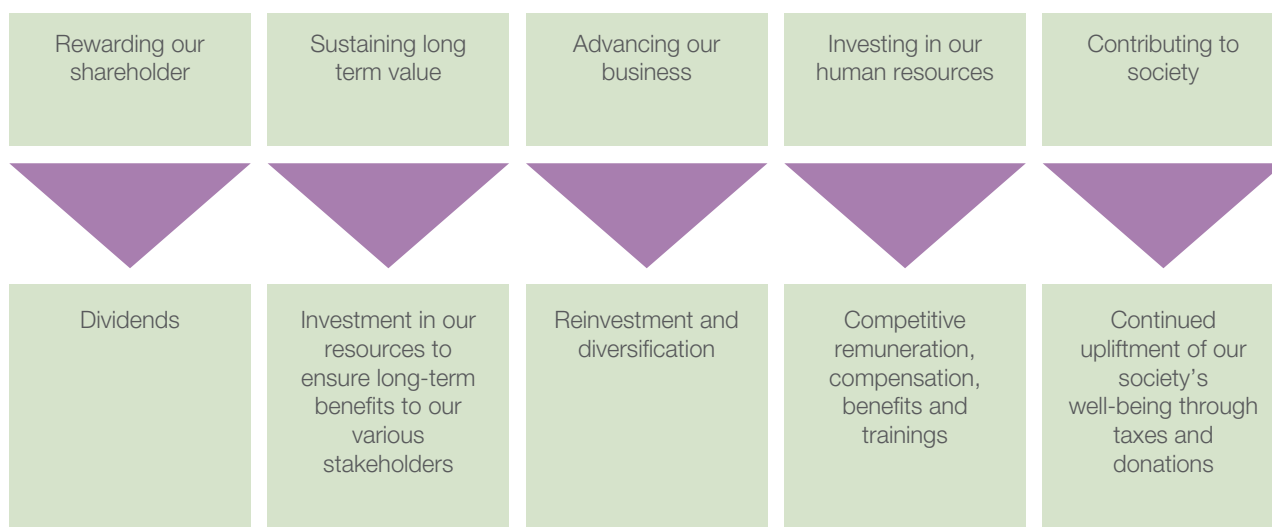 Rewarding our
shareholder
Sustaining long
term value
Advancing our
business
Investing in our
human resources
Contributing to
society
Dividends
Investment in our
resources to
ensure long-term
benefits to our
various
stakeholders
Reinvestment and
diversification
Competitive
remuneration,
compensation,
benefits and
trainings
Continued
upliftment of our
society’s
well-being through
taxes and
donations